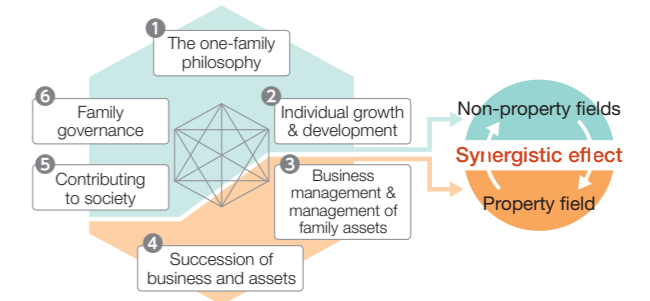 1
The one-family
philosophy
2
Individual growth
& development
3
Business
management &
management of
family assets
4
Succession of
business and assets
5
Contributing
to society
6
Family
governance
Non-property fields
Synergistic effect
Property field